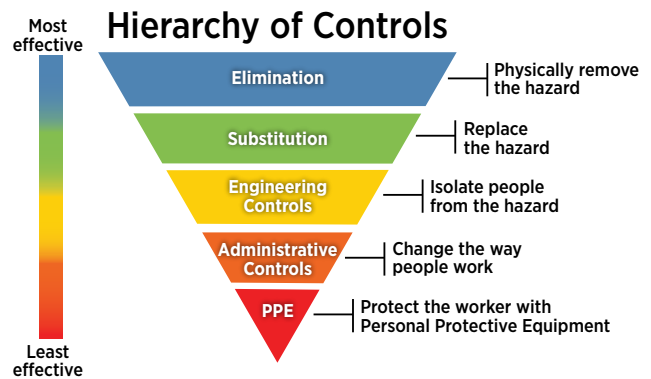 Hierarchy of Controls
Most
effective
Elimination
Physically remove
the hazard
Substitution
Replace
the hazard
Engineering
Controls
Isolate people
from the hazard
Administrative
Controls
Change the way
people work
PPE
Protect the worker with
Personal Protective Equipment
Least
effective